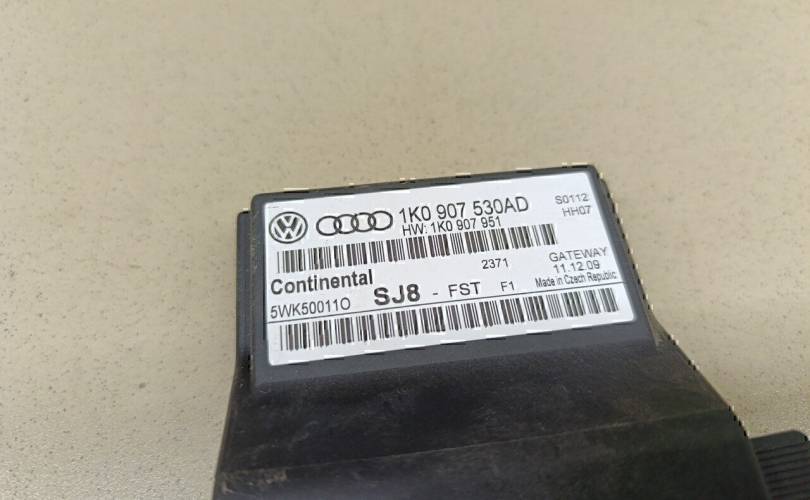 1K0 907 530AD
S0112
HW: 1K0 907 951
HH07
GATEWAY
Continental
2371
11.12.09
5WK50011O
SJ8 - FST F1
Made in Czech Republic